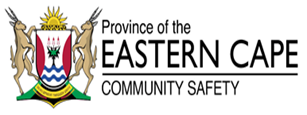 Province of the
EASTERN CAPE
COMMUNITY SAFETY